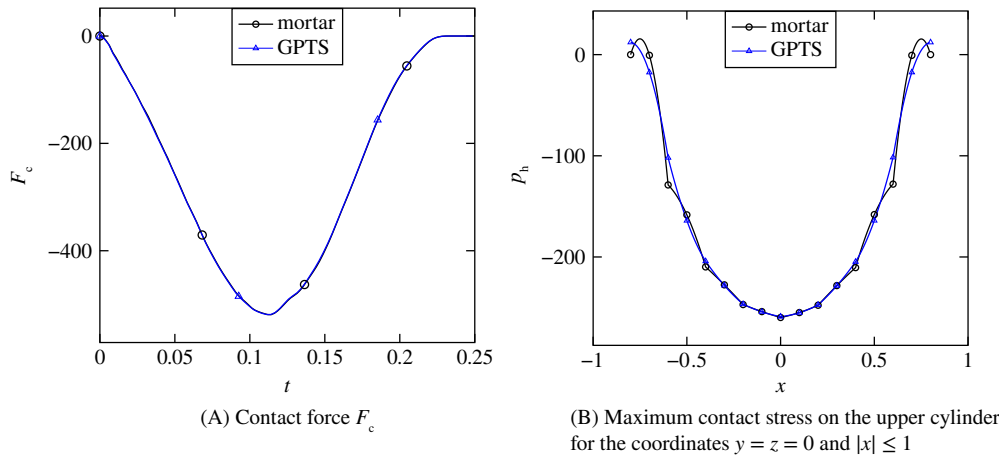 mortar
GPTS
0
−200
−400
F_c
0
0.05
0.1
0.15
0.2
0.25
t
(A) Contact force F_c
mortar
GPTS
0
−100
−200
p_h
−1
−0.5
0
0.5
1
x
(B) Maximum contact stress on the upper cylinder
for the coordinates y = z = 0 and |x| ≤ 1